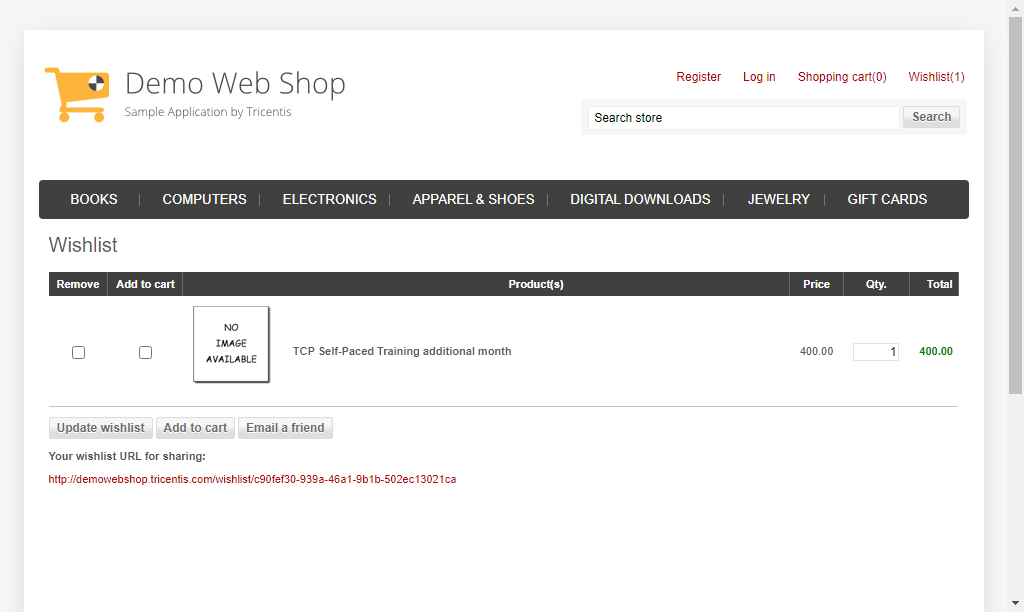 Demo Web Shop
Sample Application by Tricentis
Register Log in Shopping cart(0) Wishlist(1)
Search store Search
BOOKS COMPUTERS ELECTRONICS APPAREL & SHOES DIGITAL DOWNLOADS JEWELRY GIFT CARDS
Wishlist
Remove Add to cart Product(s) Price Qty. Total
NO
IMAGE
AVAILABLE
TCP Self-Paced Training additional month 400.00 1 400.00
Update wishlist Add to cart Email a friend
Your wishlist URL for sharing:
http://demowebshop.tricentis.com/wishlist/c90fef30-939a-46a1-9b1b-502ec13021ca